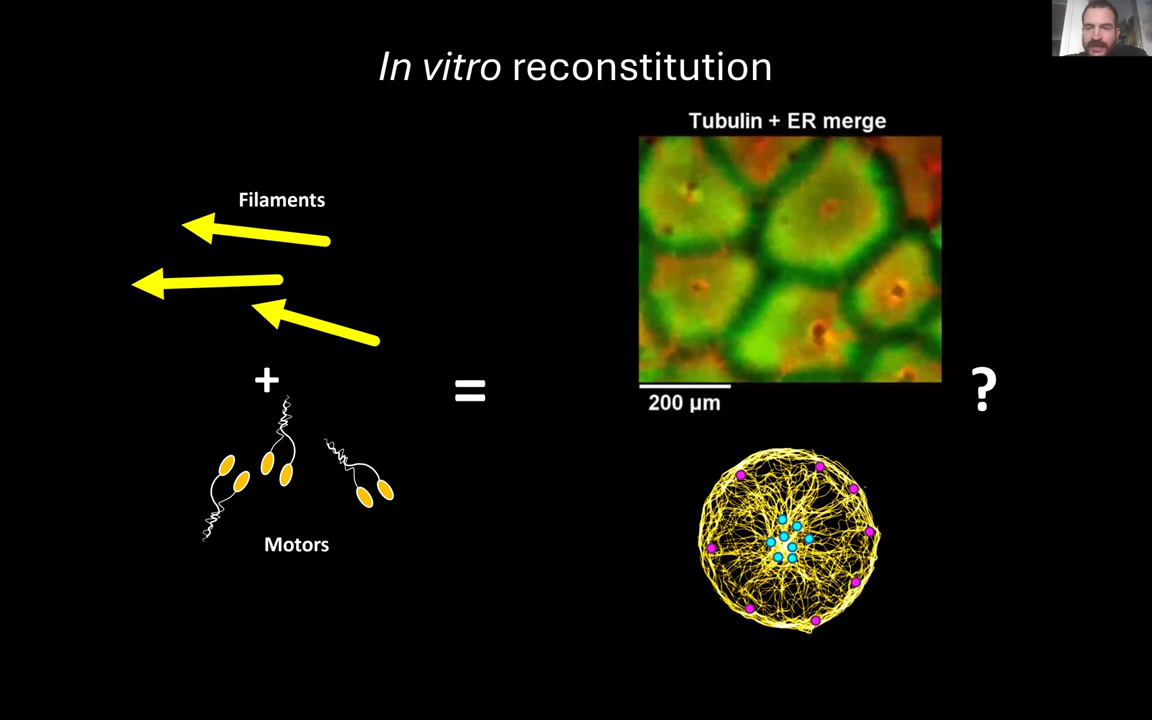 In vitro reconstitution
Tubulin + ER merge
Filaments
+
=
200 µm
?
Motors